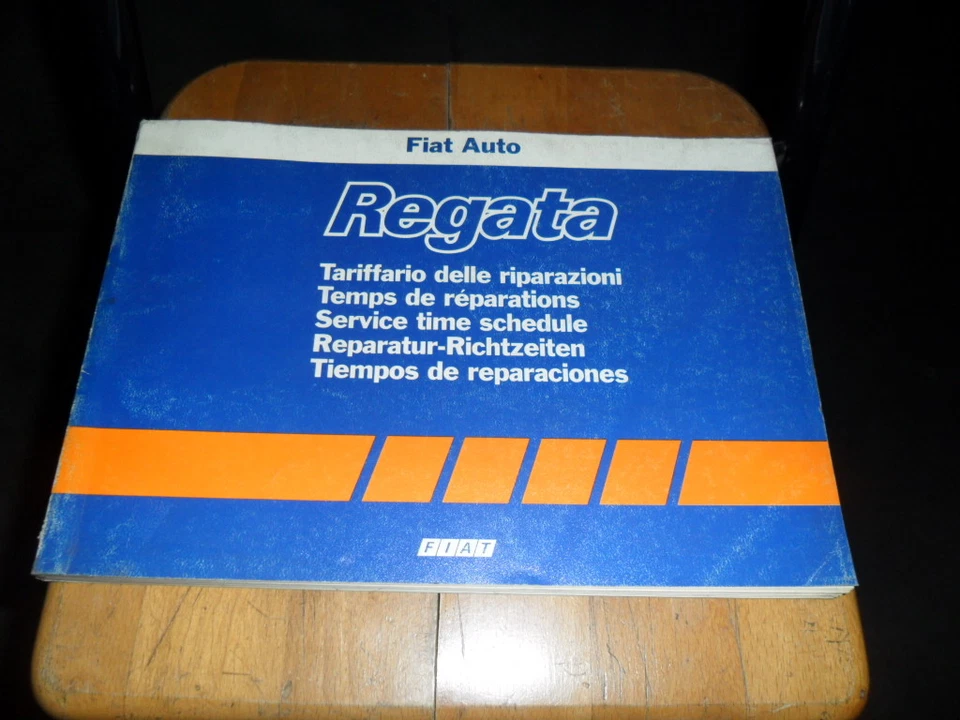 Fiat Auto
Regata
Tariffario delle riparazioni
Temps de réparations
Service time schedule
Reparatur-Richtzeiten
Tiempos de reparaciones
FIAT